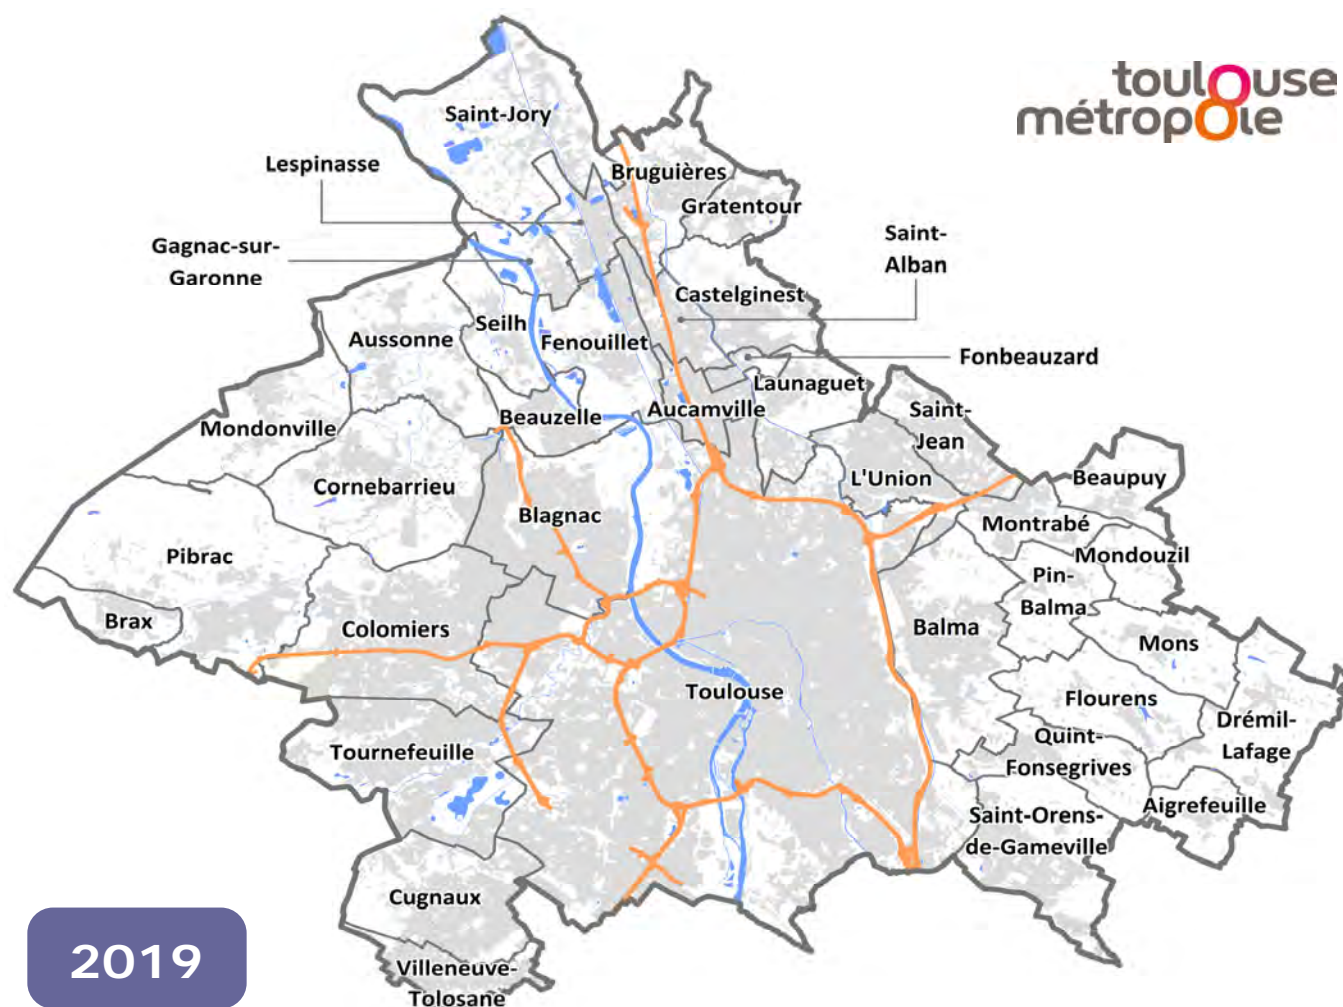 toulouse
métropole
Saint-Jory
Lespinasse
Bruguières
Gratentour
Gagnac-sur-
Garonne
Saint-
Alban
Castelginest
Seilh
Aussonne
Fenouillet
Fonbeauzard
Launaguet
Beauzelle
Aucamville
Saint-
Jean
Mondonville
L'Union
Beaupuy
Cornebarrieu
Blagnac
Montrabé
Pibrac
Mondouzil
Pin-
Balma
Brax
Colomiers
Balma
Mons
Toulouse
Flourens
Drémil-
Lafage
Tournefeuille
Quint-
Fonsegrives
Aigrefeuille
Saint-Orens-
de-Gameville
Cugnaux
2019
Villeneuve-
Tolosane